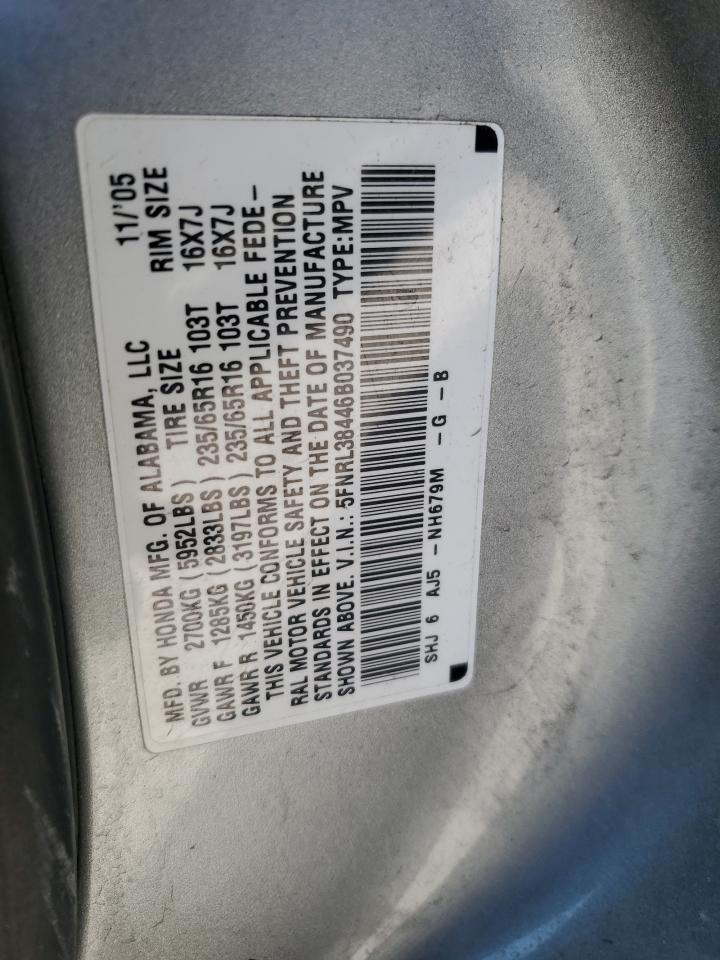 MFD. BY HONDA MFG. OF ALABAMA, LLC 11/'05
GVWR 2700KG (5952LBS) TIRE SIZE RIM SIZE
GAWR F 1285KG (2833LBS) 235/65R16 103T 16X7J
GAWR R 1450KG (3197LBS) 235/65R16 103T 16X7J
THIS VEHICLE CONFORMS TO ALL APPLICABLE FEDE-
RAL MOTOR VEHICLE SAFETY AND THEFT PREVENTION
STANDARDS IN EFFECT ON THE DATE OF MANUFACTURE
SHOWN ABOVE. V.I.N.: 5FNRL38446B037490 TYPE:MPV
SHJ 6 AJ5 -NH679M -G -B